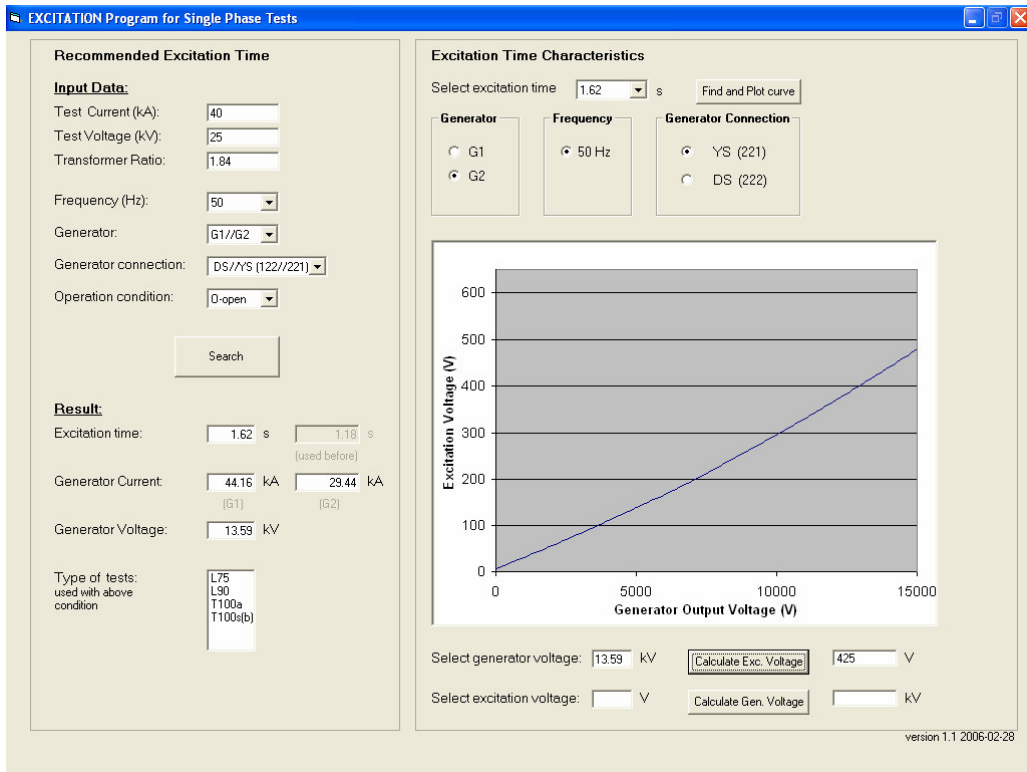 EXCITATION Program for Single Phase Tests
Recommended Excitation Time
Input Data:
Test Current (kA): 40
Test Voltage (kV): 25
Transformer Ratio: 1.84
Frequency (Hz): 50
Generator: G1//G2
Generator connection: DS//YS (122//221)
Operation condition: O-open
Search
Result:
Excitation time: 1.62 s 1.18 s
(used before)
Generator Current: 44.16 kA 29.44 kA
(G1) (G2)
Generator Voltage: 13.59 kV
Type of tests:
used with above
condition
L75
L90
T100a
T100s(b)
Excitation Time Characteristics
Select excitation time 1.62 s Find and Plot curve
Generator
G1
G2
Frequency
50 Hz
Generator Connection
YS (221)
DS (222)
Excitation Voltage (V)
600
500
400
300
200
100
0
0 5000 10000 15000
Generator Output Voltage (V)
Select generator voltage: 13.59 kV Calculate Exc. Voltage 425 V
Select excitation voltage: V Calculate Gen. Voltage kV
version 1.1 2006-02-28